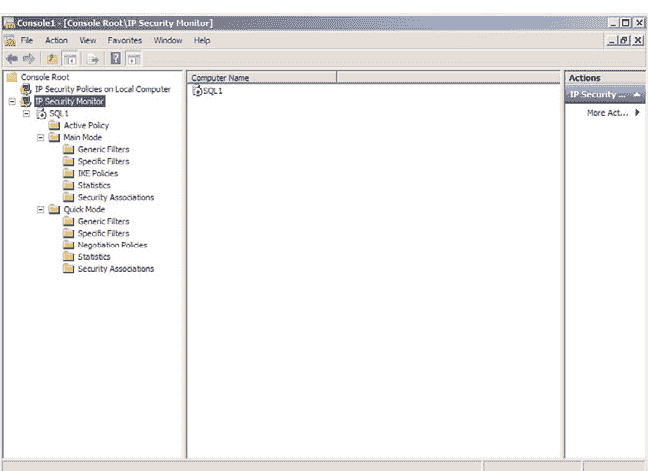 Console1 - [Console Root\IP Security Monitor]
File Action View Favorites Window Help
Console Root
IP Security Policies on Local Computer
IP Security Monitor
SQL1
Active Policy
Main Mode
Generic Filters
Specific Filters
IKE Policies
Statistics
Security Associations
Quick Mode
Generic Filters
Specific Filters
Negotiation Policies
Statistics
Security Associations
Computer Name
SQL1
Actions
IP Security ...
More Act...